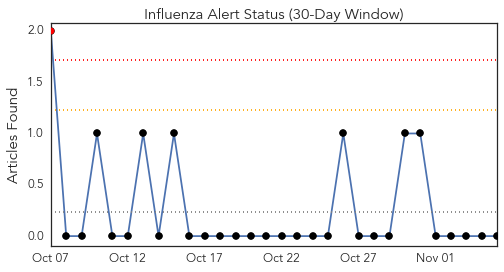 Influenza Alert Status (30-Day Window)
Articles Found
2.0
1.5
1.0
0.5
0.0
Oct 07 Oct 12 Oct 17 Oct 22 Oct 27 Nov 01